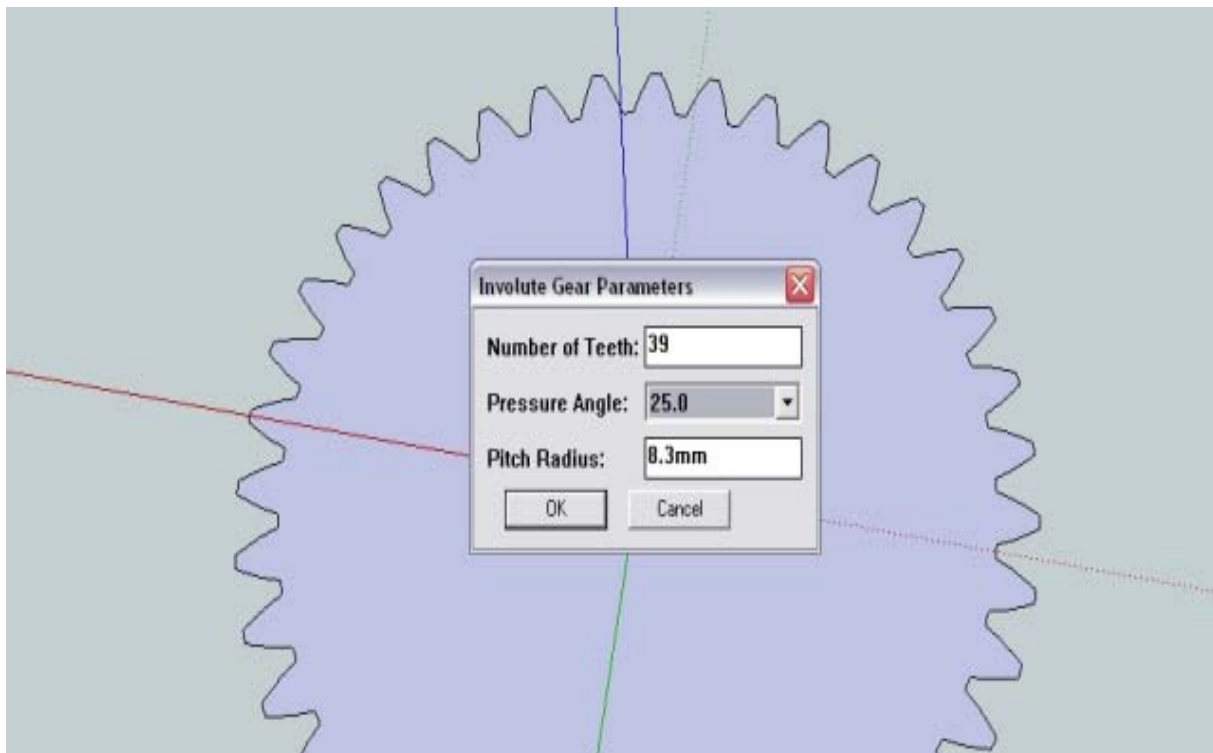 Involute Gear Parameters
Number of Teeth: 39
Pressure Angle: 25.0
Pitch Radius: 8.3mm
OK Cancel